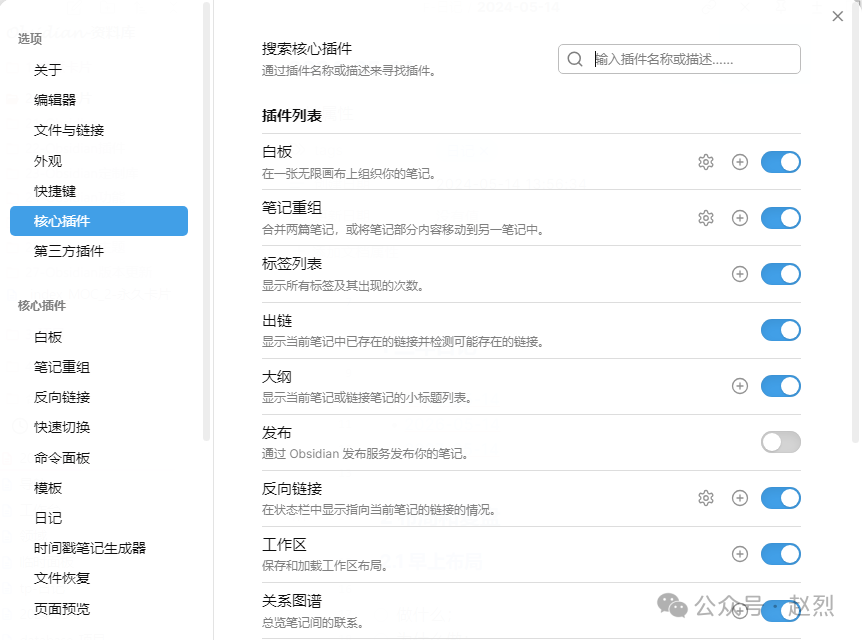 选项
关于
编辑器
文件与链接
外观
快捷键
核心插件
第三方插件
核心插件
白板
笔记重组
反向链接
快速切换
命令面板
模板
日记
时间戳笔记生成器
文件恢复
页面预览
搜索核心插件
通过插件名称或描述来寻找插件。
输入插件名称或描述……
插件列表
白板
在一张无限画布上组织你的笔记。
笔记重组
合并两篇笔记，或将笔记部分内容移动到另一笔记中。
标签列表
显示所有标签及其出现的次数。
出链
显示当前笔记中已存在的链接并检测可能存在的链接。
大纲
显示当前笔记或链接笔记的小标题列表。
发布
通过 Obsidian 发布服务发布你的笔记。
反向链接
在状态栏中显示指向当前笔记的链接的情况。
工作区
保存和加载工作区布局。
关系图谱
总览笔记间的联系。
公众号 · 赵烈